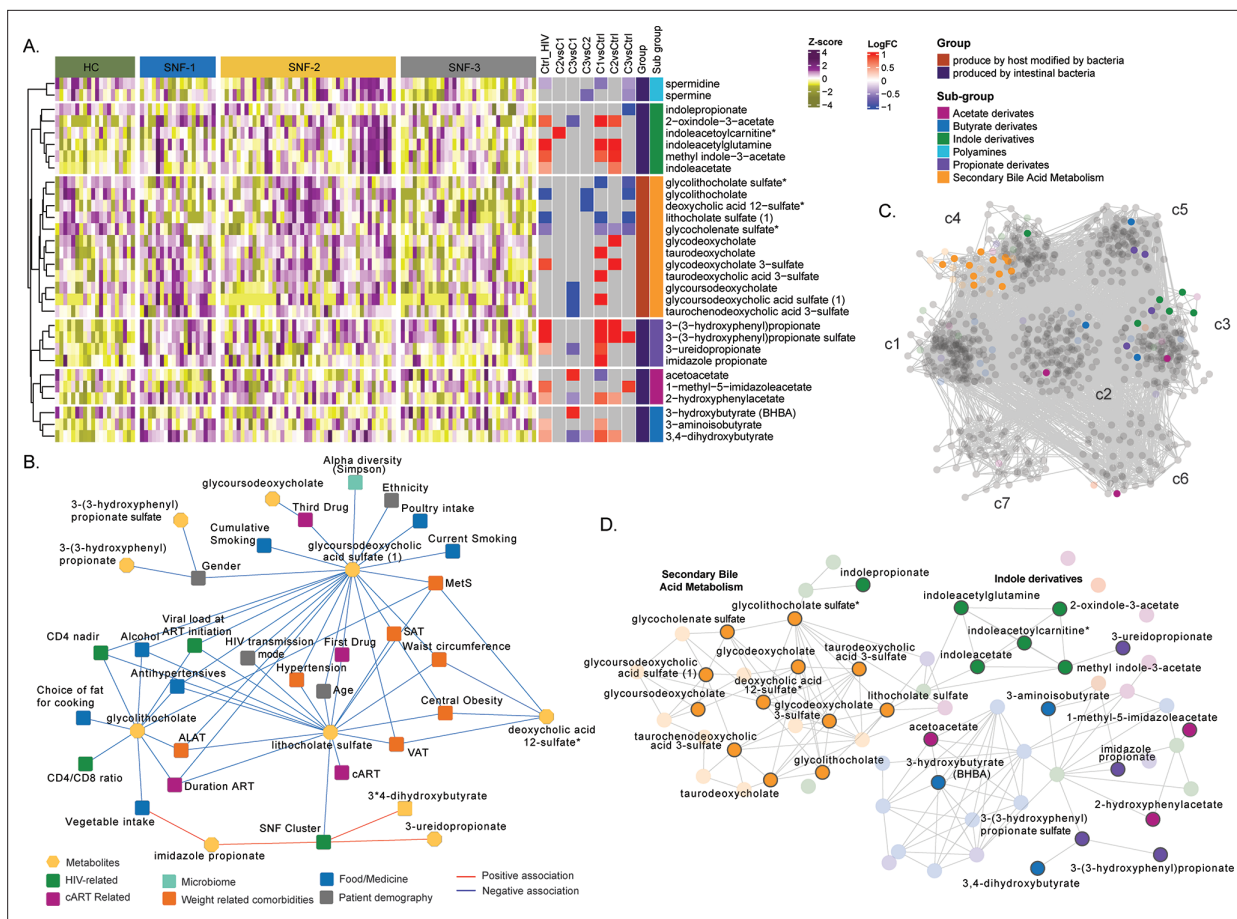 A.
HC
SNF-1
SNF-2
SNF-3
Ctrl_HIV
C2vsC1
C3vsC1
C3vsC2
C1vsCtrl
C2vsCtrl
C3vsCtrl
Group
Sub group
spermidine
spermine
indolepropionate
2-oxindole-3-acetate
indoleacetoylcarnitine*
indoleacetylglutamine
methyl indole-3-acetate
indoleacetate
glycolithocholate sulfate*
glycolithocholate
deoxycholic acid 12-sulfate*
lithocholate sulfate (1)
glycocholenate sulfate*
glycodeoxycholate
taurodeoxycholate
glycodeoxycholate 3-sulfate
taurodeoxycholic acid 3-sulfate
glycoursodeoxycholate
glycoursodeoxycholic acid sulfate (1)
taurochenodeoxycholic acid 3-sulfate
3-(3-hydroxyphenyl)propionate
3-(3-hydroxyphenyl)propionate sulfate
3-ureidopropionate
imidazole propionate
acetoacetate
1-methyl-5-imidazoleacetate
2-hydroxyphenylacetate
3-hydroxybutyrate (BHBA)
3-aminoisobutyrate
3,4-dihydroxybutyrate
Z-score
4
2
0
-2
-4
LogFC
1
0.5
0
-0.5
-1
Group
produce by host modified by bacteria
produced by intestinal bacteria
Sub-group
Acetate derivates
Butyrate derivates
Indole derivatives
Polyamines
Propionate derivates
Secondary Bile Acid Metabolism
C.
c4
c5
c3
c1
c2
c6
c7
B.
Alpha diversity
(Simpson)
glycoursodeoxycholate
Ethnicity
3-(3-hydroxyphenyl)
propionate sulfate
Third Drug
Poultry intake
Cumulative
Smoking
glycoursodeoxycholic
acid sulfate (1)
Current Smoking
3-(3-hydroxyphenyl)
propionate
Gender
MetS
Viral load at
ART initiation
CD4 nadir
Alcohol
HIV transmission
mode
First Drug
SAT
Waist circumference
Antihypertensives
Hypertension
Choice of fat
for cooking
Age
Central Obesity
glycolithocholate
lithocholate sulfate
deoxycholic acid
12-sulfate*
ALAT
VAT
CD4/CD8 ratio
Duration ART
cART
Vegetable intake
3*4-dihydroxybutyrate
SNF Cluster
3-ureidopropionate
imidazole propionate
Metabolites
HIV-related
cART Related
Microbiome
Weight related comorbidities
Food/Medicine
Patient demography
Positive association
Negative association
D.
Secondary Bile
Acid Metabolism
indolepropionate
Indole derivatives
glycolithocholate sulfate*
indoleacetylglutamine
2-oxindole-3-acetate
glycocholenate sulfate
indoleacetoylcarnitine*
3-ureidopropionate
glycodeoxycholate
taurodeoxycholic
acid 3-sulfate
indoleacetate
glycoursodeoxycholic
acid sulfate (1)
deoxycholic acid
12-sulfate*
methyl indole-3-acetate
lithocholate sulfate
glycoursodeoxycholate
3-aminoisobutyrate
glycodeoxycholate
3-sulfate
acetoacetate
1-methyl-5-imidazoleacetate
taurochenodeoxycholic
acid 3-sulfate
3-hydroxybutyrate
(BHBA)
imidazole
propionate
glycolithocholate
taurodeoxycholate
2-hydroxyphenylacetate
3-(3-hydroxyphenyl)
propionate sulfate
3-(3-hydroxyphenyl)propionate
3,4-dihydroxybutyrate